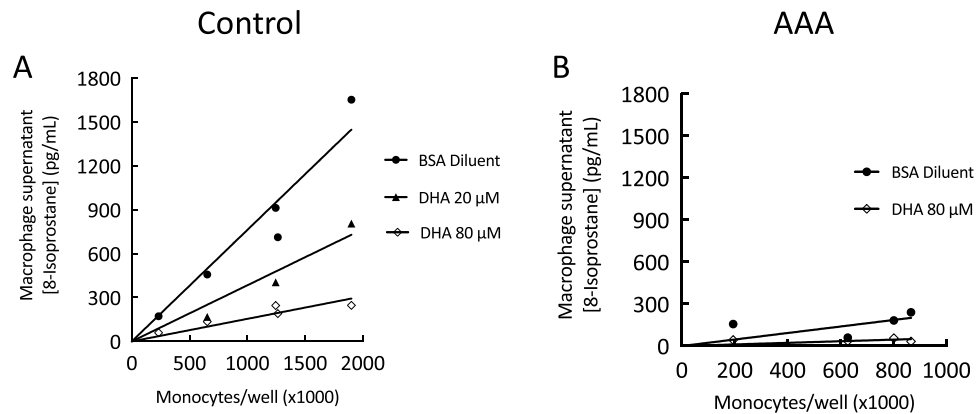 Control
AAA
A
Macrophage supernatant
[8-Isoprostane] (pg/mL)
1800
1500
1200
900
600
300
0
0
500
1000
1500
2000
Monocytes/well (x1000)
BSA Diluent
DHA 20 µM
DHA 80 µM
B
Macrophage supernatant
[8-Isoprostane] (pg/mL)
1800
1500
1200
900
600
300
0
0
200
400
600
800
1000
Monocytes/well (x1000)
BSA Diluent
DHA 80 µM